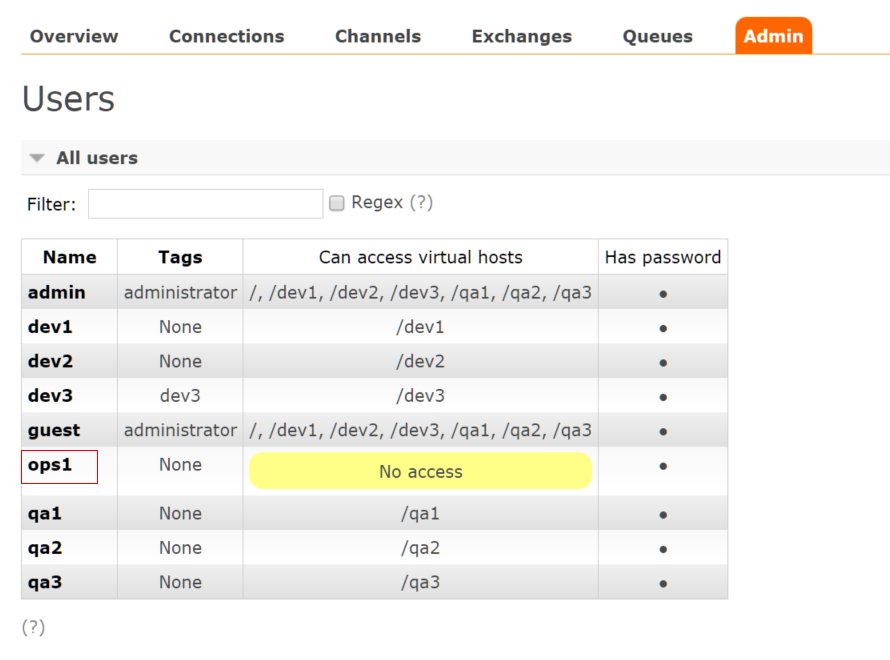 Overview Connections Channels Exchanges Queues Admin
Users
All users
Filter: Regex (?)
Name Tags Can access virtual hosts Has password
admin administrator /, /dev1, /dev2, /dev3, /qa1, /qa2, /qa3 •
dev1 None /dev1 •
dev2 None /dev2 •
dev3 dev3 /dev3 •
guest administrator /, /dev1, /dev2, /dev3, /qa1, /qa2, /qa3 •
ops1 None No access •
qa1 None /qa1 •
qa2 None /qa2 •
qa3 None /qa3 •
(?)